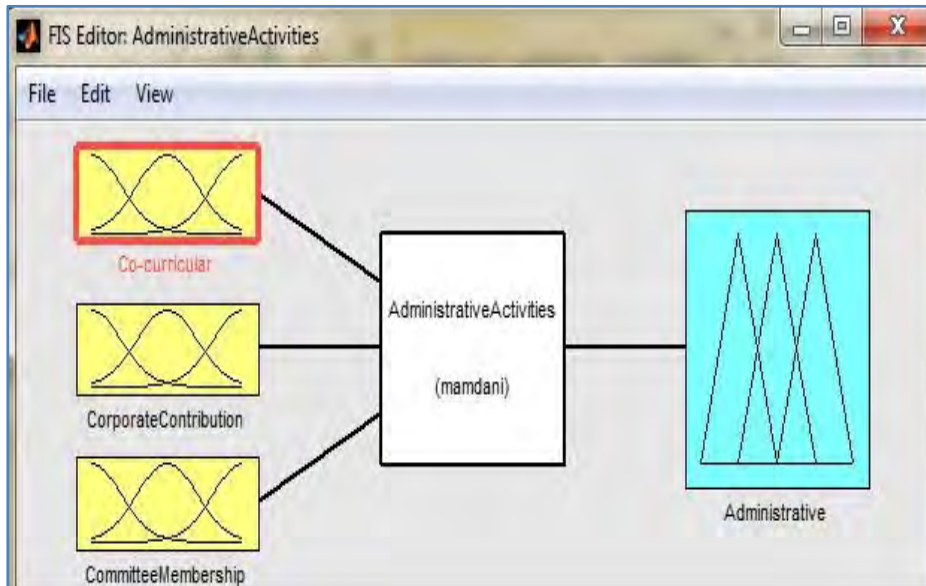 FIS Editor: AdministrativeActivities
File Edit View
Co-curricular
CorporateContribution
CommitteeMembership
AdministrativeActivities
(mamdani)
Administrative